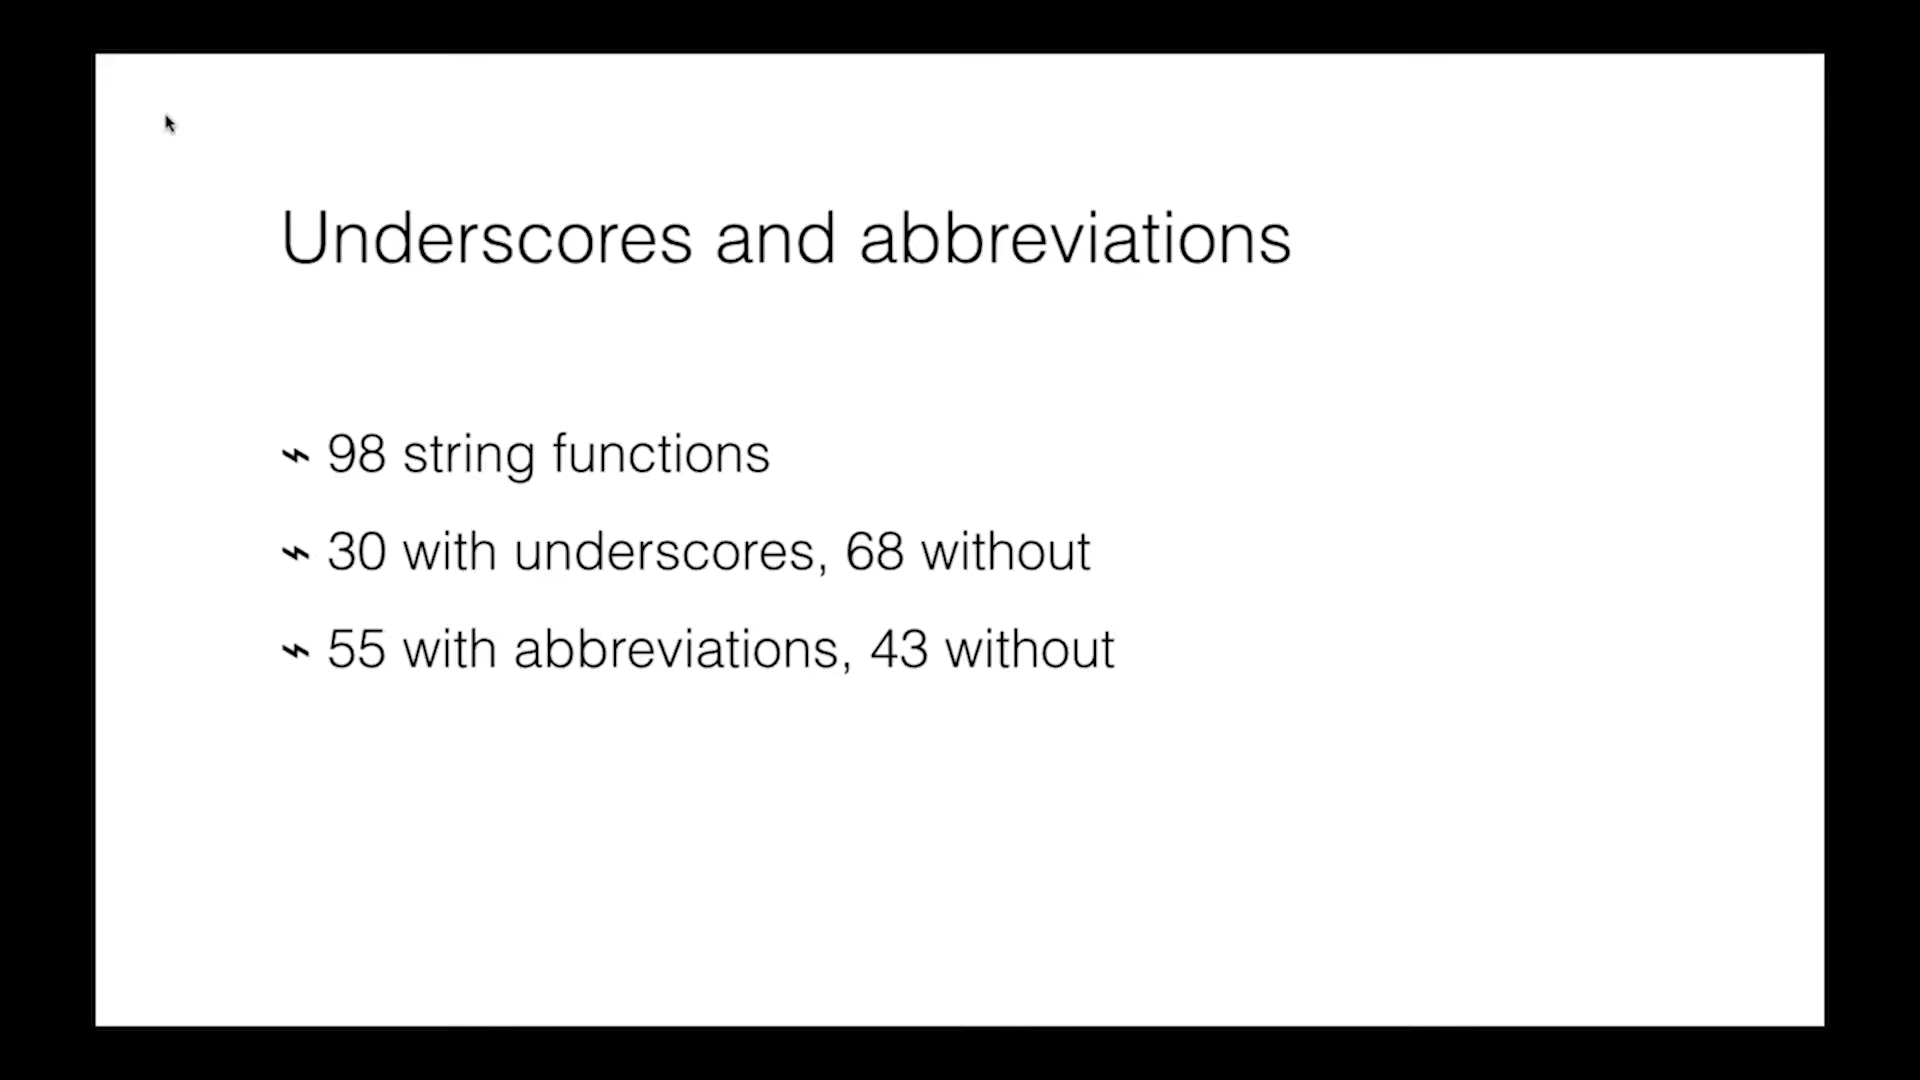 Underscores and abbreviations
⌁ 98 string functions
⌁ 30 with underscores, 68 without
⌁ 55 with abbreviations, 43 without